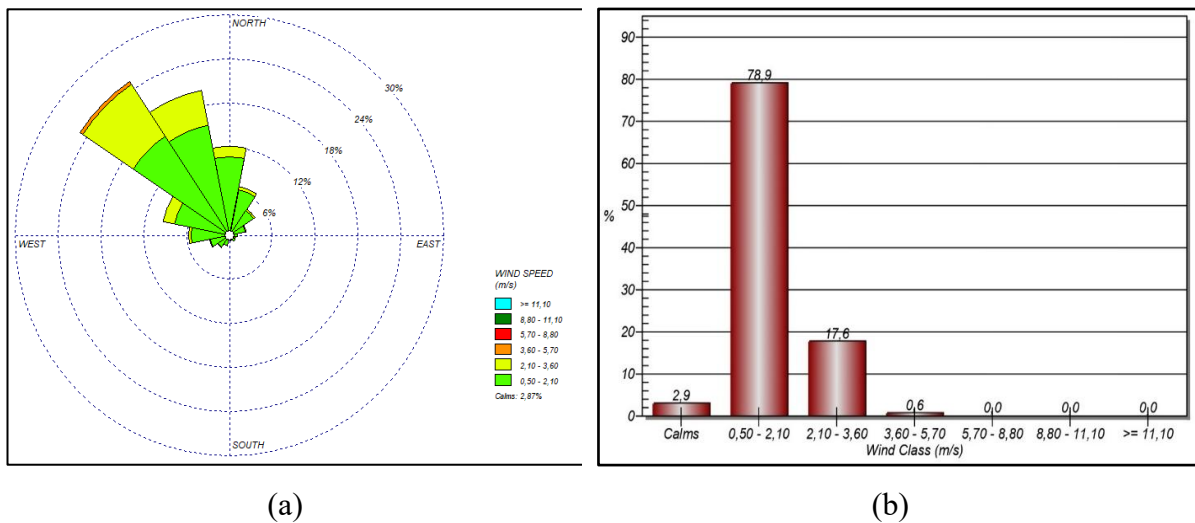 NORTH
30%
24%
18%
12%
6%
WEST
EAST
SOUTH
WIND SPEED
(m/s)
>= 11,10
8,80 - 11,10
5,70 - 8,80
3,60 - 5,70
2,10 - 3,60
0,50 - 2,10
Calms: 2,87%
(a)
90
80
70
60
50
%
40
30
20
10
0
2,9
78,9
17,6
0,6
0,0
0,0
0,0
Calms
0,50 - 2,10
2,10 - 3,60
3,60 - 5,70
5,70 - 8,80
8,80 - 11,10
>= 11,10
Wind Class (m/s)
(b)